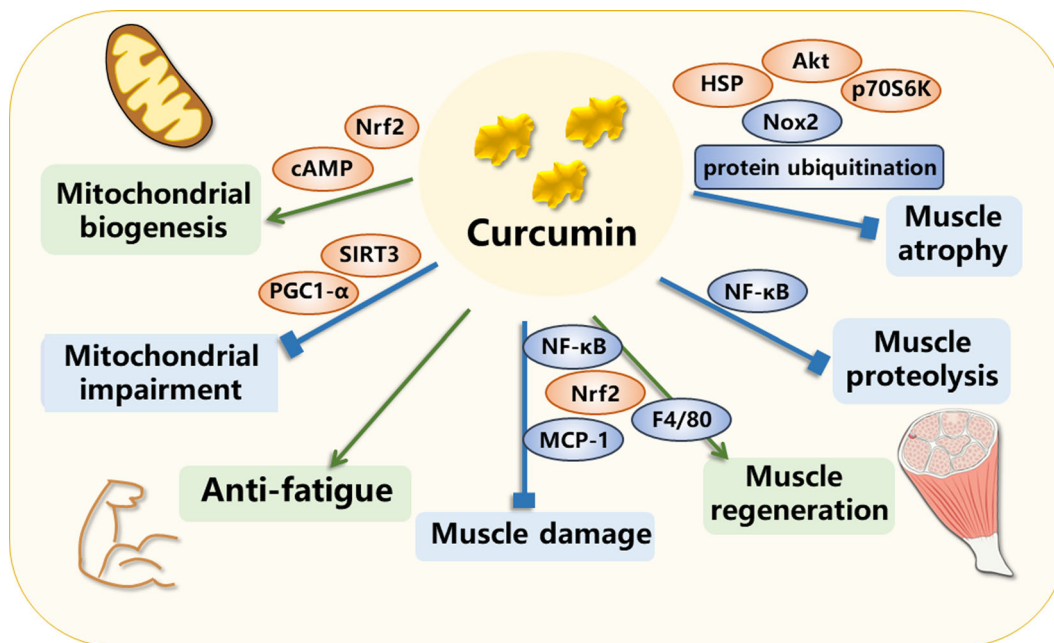 Akt
HSP
p70S6K
Nrf2
Nox2
cAMP
protein ubiquitination
Mitochondrial
biogenesis
Curcumin
Muscle
atrophy
SIRT3
PGC1-α
NF-κB
Mitochondrial
impairment
NF-κB
Muscle
proteolysis
Nrf2
F4/80
MCP-1
Anti-fatigue
Muscle
regeneration
Muscle damage